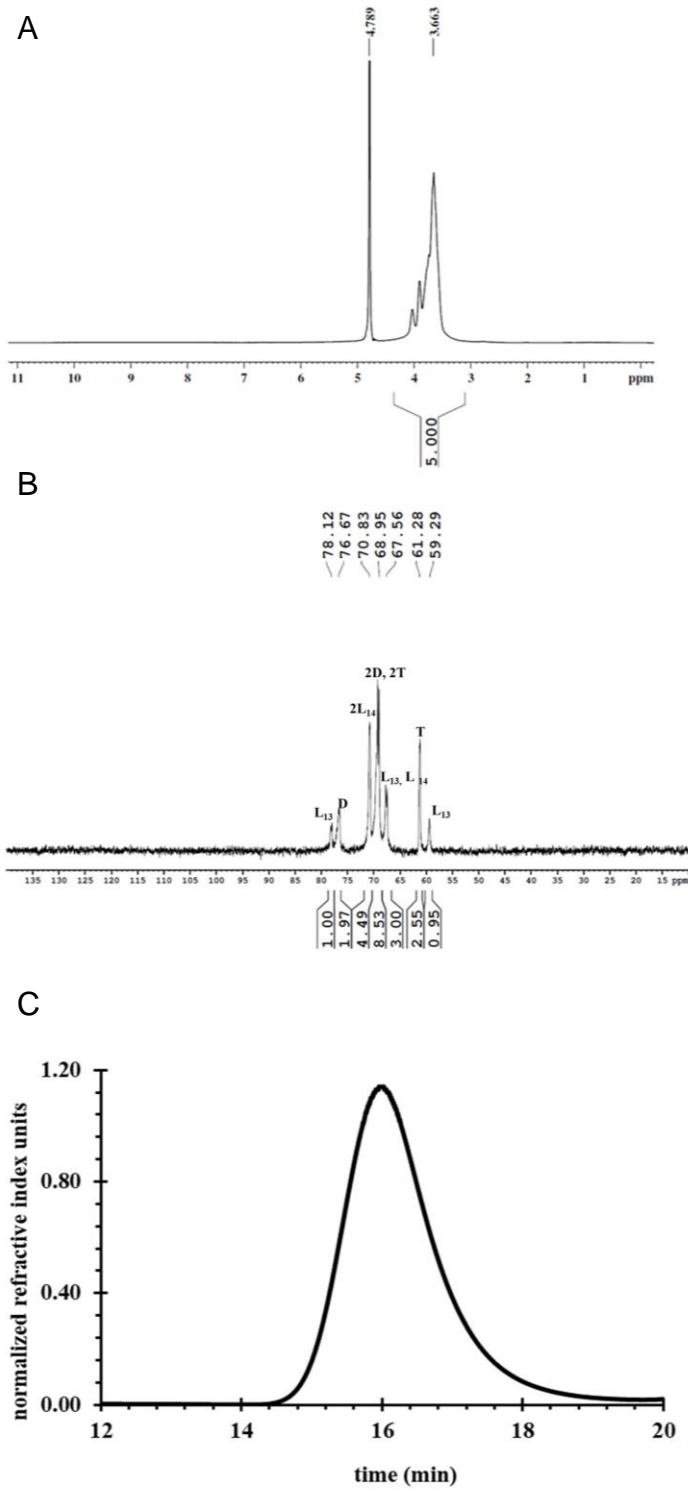 A
4.789
3.663
11 10 9 8 7 6 5 4 3 2 1 ppm
5.000
B
78.12
76.67
70.83
68.95
67.56
61.28
59.29
2D, 2T
2L14
T
L13, L 14
L13
D
L13
135 125 120 115 110 105 100 95 90 85 80 75 70 65 60 55 50 45 40 35 30 25 20 15 ppm
1.00
1.97
4.49
8.53
3.00
2.55
0.95
C
1.20
0.80
0.40
0.00
normalized refractive index units
12 14 16 18 20
time (min)